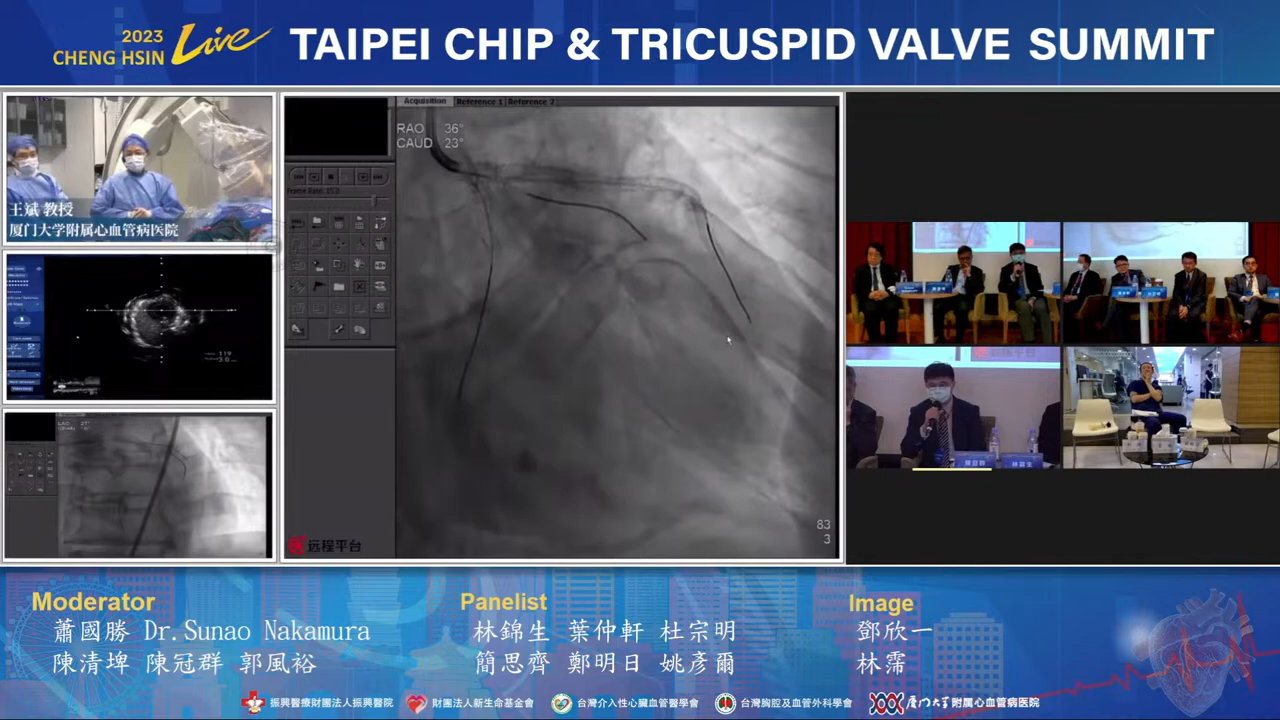 2023
CHENG HSIN Live
TAIPEI CHIP & TRICUSPID VALVE SUMMIT
王斌 教授
厦门大学附属心血管病医院
Acquisition Reference 1 Reference 2
RAO 36°
CAUD 23°
83
3
远程平台
Moderator
蕭國勝 Dr.Sunao Nakamura
陳清埤 陳冠群 郭風裕
Panelist
林錦生 葉仲軒 杜宗明
簡思齊 鄭明日 姚彥爾
Image
鄧欣一
林霈
振興醫療財團法人振興醫院
財團法人新生命基金會
台灣介入性心臟血管醫學會
台灣胸腔及血管外科學會
厦门大学附属心血管病医院